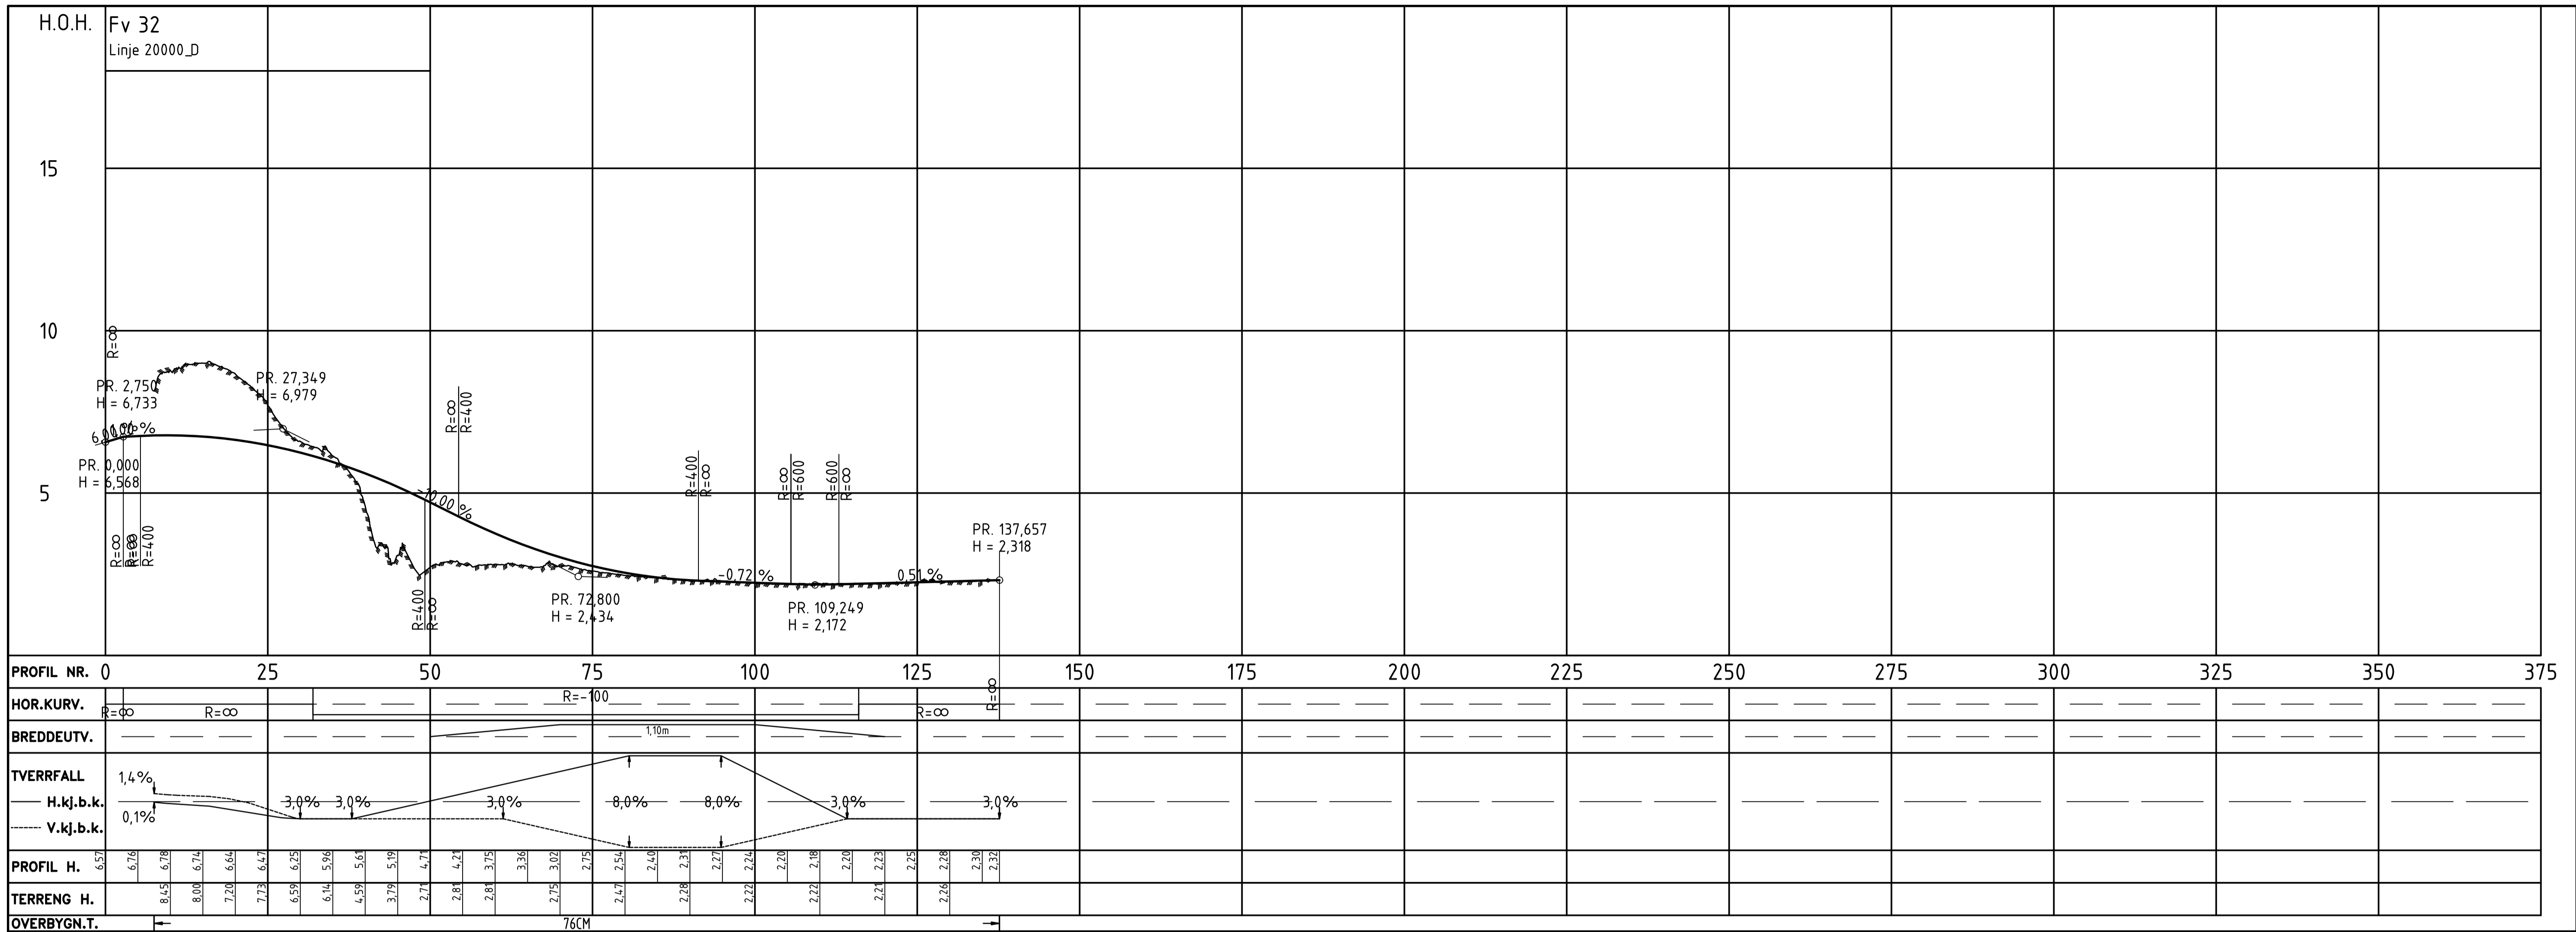 H.O.H.
Fv 32
Linje 20000_D
15
10
5
R=∞
PR. 2,750
H = 6,733
PR. 27,349
H = 6,979
R=∞
R=400
PR. 0,000
H = 6,568
-10,00 %
R=400
R=∞
R=∞
R=600
R=600
R=∞
R=∞
R=∞
R=∞
R=400
PR. 137,657
H = 2,318
-0,72 %
0,51 %
R=400
R=∞
PR. 72,800
H = 2,434
PR. 109,249
H = 2,172
PROFIL NR. 0 25 50 75 100 125 150 175 200 225 250 275 300 325 350 375
HOR.KURV. R=∞ R=∞ R=-100 R=∞ R=∞
BREDDEUTV. 1,10m
TVERRFALL 1,4%
H.kj.b.k. 3,0% 3,0% 3,0% 8,0% 8,0% 3,0% 3,0%
0,1%
V.kj.b.k.
PROFIL H. 6,57 6,76 6,78 6,74 6,64 6,47 6,25 5,96 5,61 5,19 4,71 4,21 3,75 3,36 3,02 2,75 2,54 2,40 2,31 2,27 2,24 2,20 2,18 2,20 2,23 2,25 2,28 2,30 2,32
TERRENG H. 8,45 8,00 7,20 7,73 6,59 6,14 4,59 3,79 2,71 2,81 2,81 2,75 2,47 2,28 2,22 2,22 2,21 2,26
OVERBYGN.T. 76CM